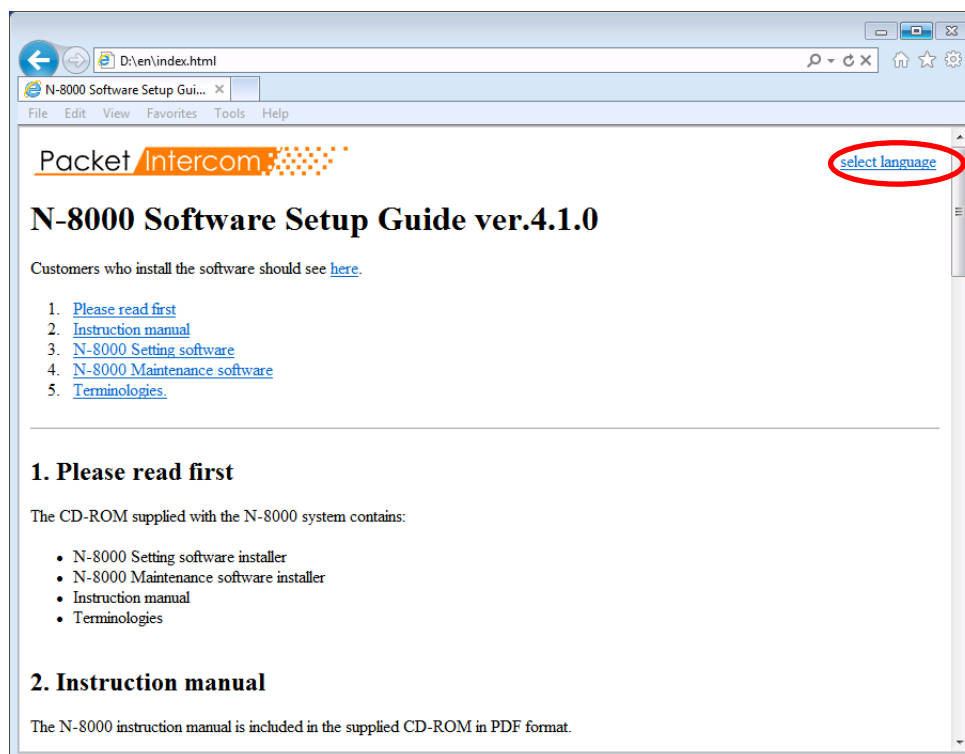 D:\en\index.html
N-8000 Software Setup Gui...
File Edit View Favorites Tools Help
Packet Intercom
select language
N-8000 Software Setup Guide ver.4.1.0
Customers who install the software should see here.
1. Please read first
2. Instruction manual
3. N-8000 Setting software
4. N-8000 Maintenance software
5. Terminologies.
1. Please read first
The CD-ROM supplied with the N-8000 system contains:
• N-8000 Setting software installer
• N-8000 Maintenance software installer
• Instruction manual
• Terminologies
2. Instruction manual
The N-8000 instruction manual is included in the supplied CD-ROM in PDF format.